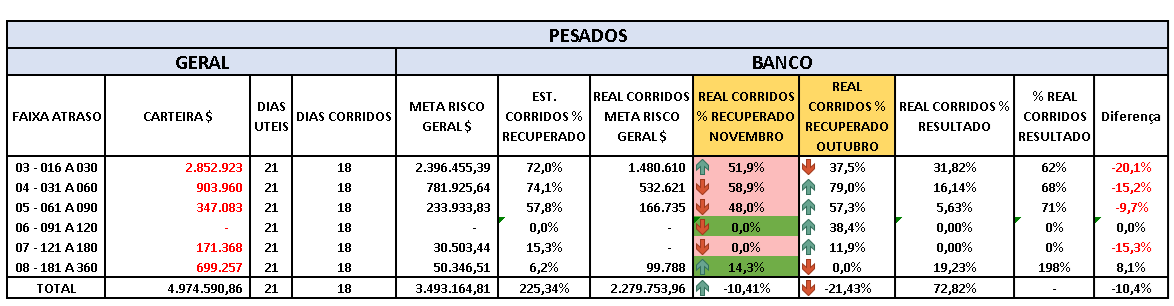 PESADOS
GERAL BANCO
FAIXA ATRASO CARTEIRA $ DIAS UTEIS DIAS CORRIDOS META RISCO GERAL $ EST. CORRIDOS % RECUPERADO REAL CORRIDOS META RISCO GERAL $ REAL CORRIDOS % RECUPERADO NOVEMBRO REAL CORRIDOS % RECUPERADO OUTUBRO REAL CORRIDOS % RESULTADO % REAL CORRIDOS RESULTADO Diferença
03 - 016 A 030 2.852.923 21 18 2.396.455,39 72,0% 1.480.610 51,9% 37,5% 31,82% 62% -20,1%
04 - 031 A 060 903.960 21 18 781.925,64 74,1% 532.621 58,9% 79,0% 16,14% 68% -15,2%
05 - 061 A 090 347.083 21 18 233.933,83 57,8% 166.735 48,0% 57,3% 5,63% 71% -9,7%
06 - 091 A 120 - 21 18 - 0,0% - 0,0% 38,4% 0,00% 0% 0,0%
07 - 121 A 180 171.368 21 18 30.503,44 15,3% - 0,0% 11,9% 0,00% 0% -15,3%
08 - 181 A 360 699.257 21 18 50.346,51 6,2% 99.788 14,3% 0,0% 19,23% 198% 8,1%
TOTAL 4.974.590,86 21 18 3.493.164,81 225,34% 2.279.753,96 -10,41% -21,43% 72,82% - -10,4%